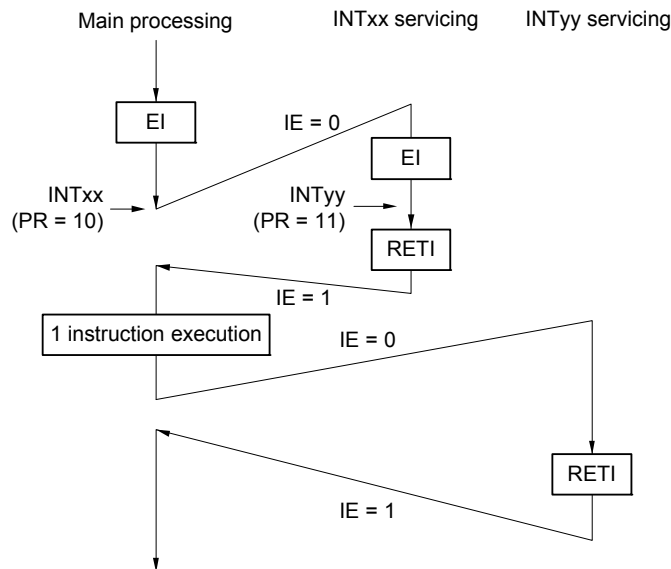 Main processing
INTxx servicing
INTyy servicing
EI
IE = 0
EI
INTxx
(PR = 10)
INTyy
(PR = 11)
RETI
IE = 1
1 instruction execution
IE = 0
RETI
IE = 1